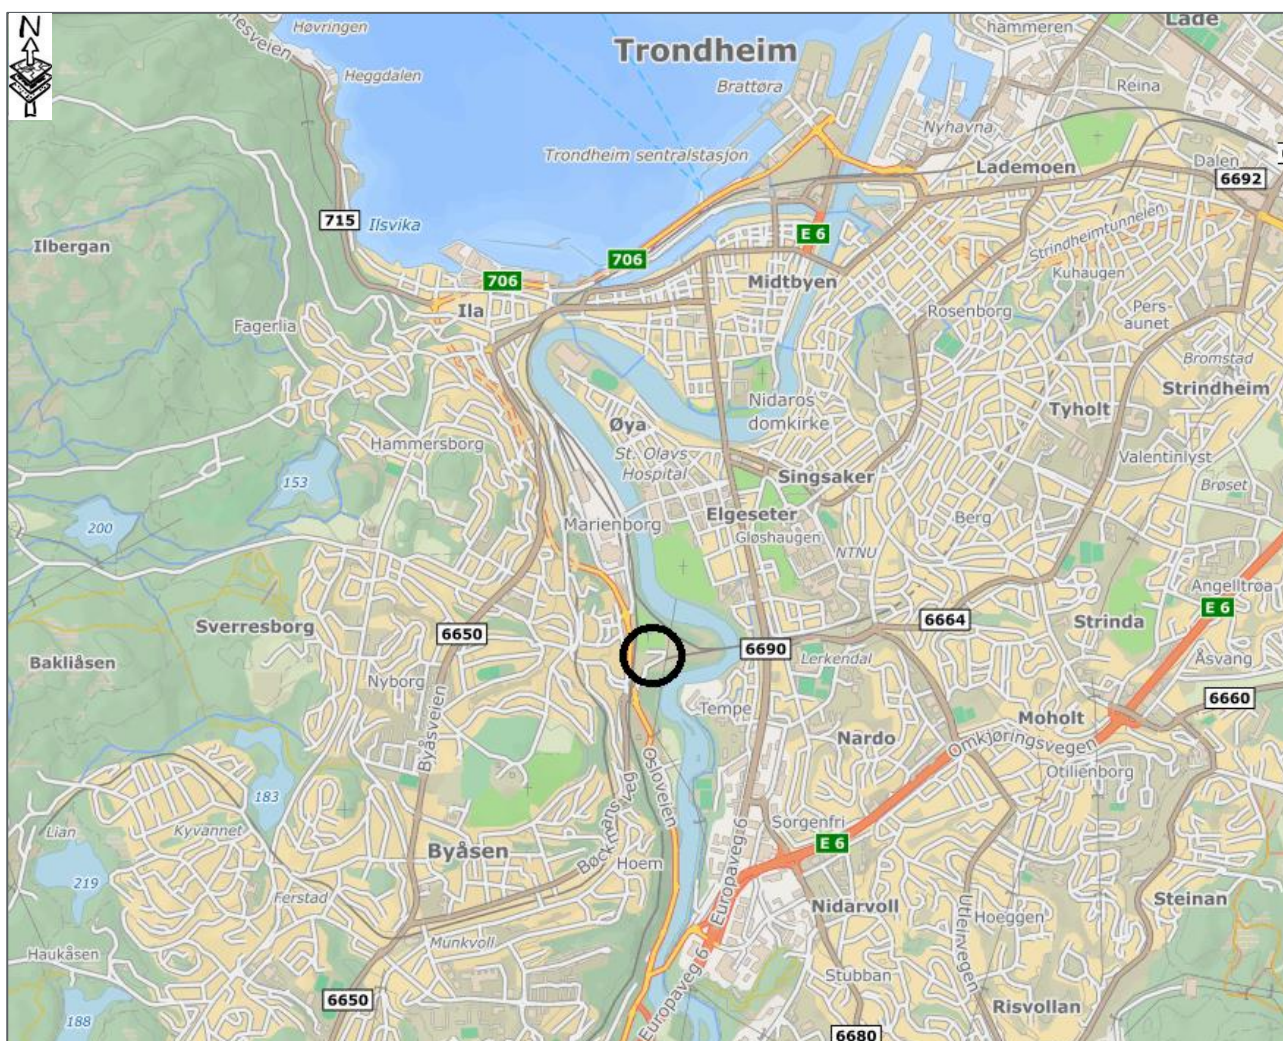 N
Høvringen
nesveien
Heggdalen
Trondheim
Brattøra
hammeren
Lade
Reina
Nyhavna
Trondheim sentralstasjon
Lademoen
Dalen
6692
715
Ilsvika
Ilbergan
706
E 6
Strindheimtunnelen
706
Midtbyen
Kuhaugen
Ila
Fagerlia
Rosenborg
Pers-
aunet
Bromstad
Strindheim
Nidaros
domkirke
Tyholt
Øya
Hammersborg
St. Olavs
Hospital
Valentinlyst
Singsaker
153
Brøset
200
Marienborg
Elgeseter
Berg
Gløshaugen
NTNU
Angelltrøa
E 6
Sverresborg
6650
6664
Strinda
6690
Lerkendal
Åsvang
Bakliåsen
Nyborg
6660
Tempe
Moholt
Byåsveien
Nardo
Omkjøringsvegen
Osloveien
Otilienborg
183
Bøckmans veg
Lian
Kyvannet
Sorgenfri
E 6
Byåsen
Hoem
Europaveg 6
219
Ferstad
Nidarvoll
Steinan
Hoeggen
Utleirvegen
Munkvoll
Haukåsen
Stubban
6650
Europaveg 6
Risvollan
188
6680